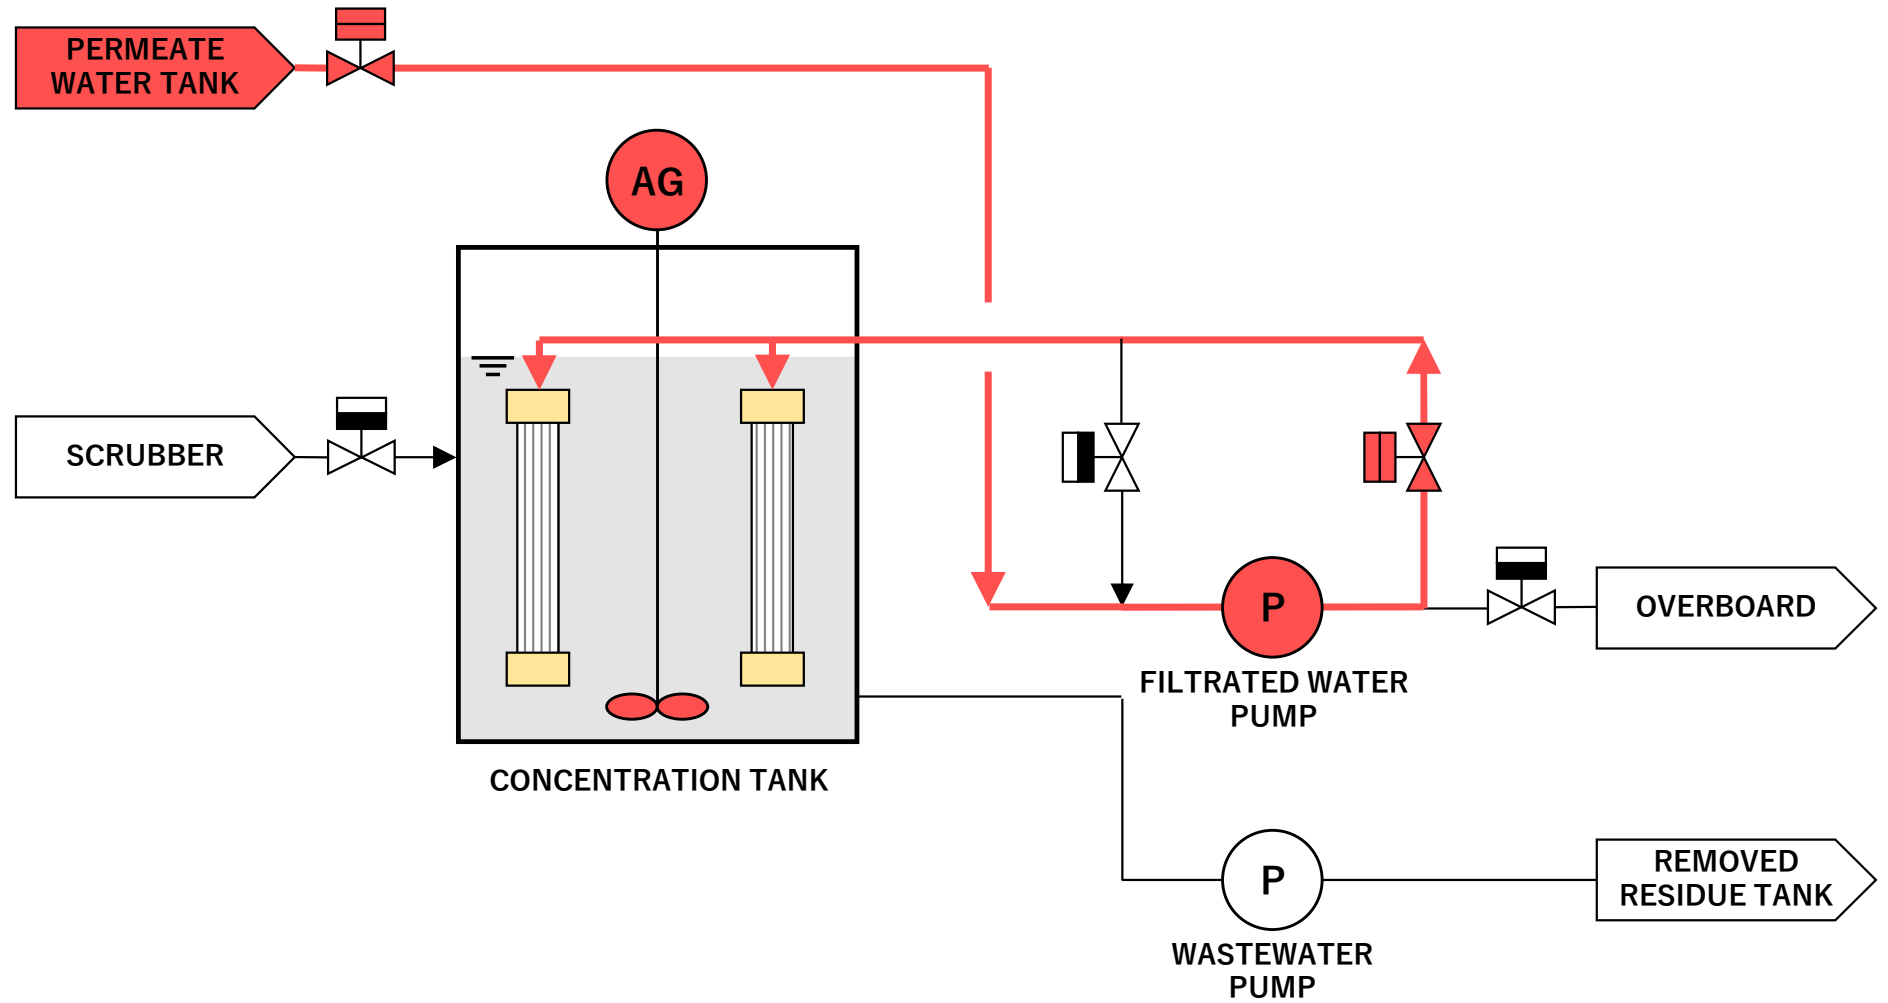 PERMEATE
WATER TANK
AG
SCRUBBER
OVERBOARD
P
FILTRATED WATER
PUMP
CONCENTRATION TANK
REMOVED
RESIDUE TANK
P
WASTEWATER
PUMP